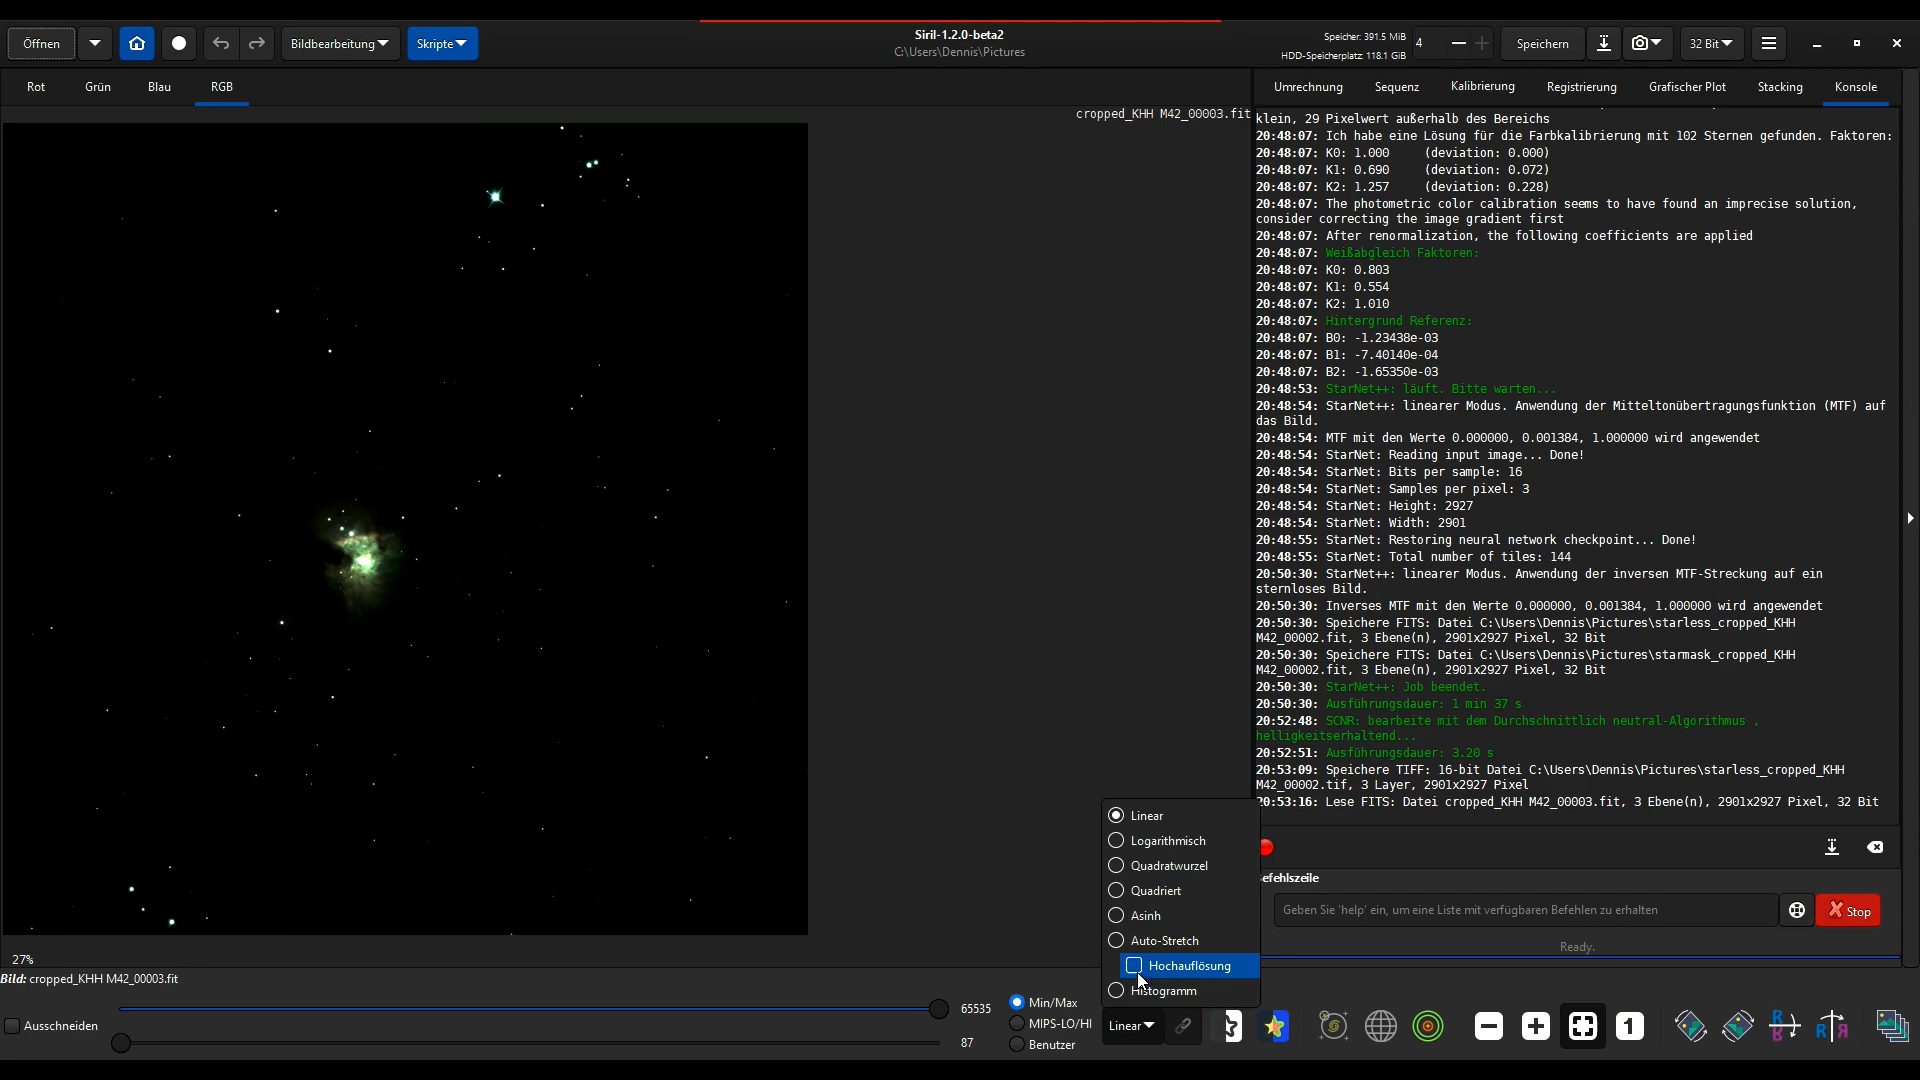 Öffnen
Bildbearbeitung
Skripte
Siril-1.2.0-beta2
C:\Users\Dennis\Pictures
Speicher: 391.5 MiB
HDD-Speicherplatz: 118.1 GiB
4
Speichern
32 Bit
Rot Grün Blau RGB
Umrechnung Sequenz Kalibrierung Registrierung Grafischer Plot Stacking Konsole
cropped_KHH M42_00003.fit
klein, 29 Pixelwert außerhalb des Bereichs
20:48:07: Ich habe eine Lösung für die Farbkalibrierung mit 102 Sternen gefunden. Faktoren:
20:48:07: K0: 1.000 (deviation: 0.000)
20:48:07: K1: 0.690 (deviation: 0.072)
20:48:07: K2: 1.257 (deviation: 0.228)
20:48:07: The photometric color calibration seems to have found an imprecise solution,
consider correcting the image gradient first
20:48:07: After renormalization, the following coefficients are applied
20:48:07: Weißabgleich Faktoren:
20:48:07: K0: 0.803
20:48:07: K1: 0.554
20:48:07: K2: 1.010
20:48:07: Hintergrund Referenz:
20:48:07: B0: -1.23438e-03
20:48:07: B1: -7.40140e-04
20:48:07: B2: -1.65350e-03
20:48:53: StarNet++: läuft. Bitte warten...
20:48:54: StarNet++: linearer Modus. Anwendung der Mitteltonübertragungsfunktion (MTF) auf
das Bild.
20:48:54: MTF mit den Werte 0.000000, 0.001384, 1.000000 wird angewendet
20:48:54: StarNet: Reading input image... Done!
20:48:54: StarNet: Bits per sample: 16
20:48:54: StarNet: Samples per pixel: 3
20:48:54: StarNet: Height: 2927
20:48:54: StarNet: Width: 2901
20:48:55: StarNet: Restoring neural network checkpoint... Done!
20:48:55: StarNet: Total number of tiles: 144
20:50:30: StarNet++: linearer Modus. Anwendung der inversen MTF-Streckung auf ein
sternloses Bild.
20:50:30: Inverses MTF mit den Werte 0.000000, 0.001384, 1.000000 wird angewendet
20:50:30: Speichere FITS: Datei C:\Users\Dennis\Pictures\starless_cropped_KHH
M42_00002.fit, 3 Ebene(n), 2901x2927 Pixel, 32 Bit
20:50:30: Speichere FITS: Datei C:\Users\Dennis\Pictures\starmask_cropped_KHH
M42_00002.fit, 3 Ebene(n), 2901x2927 Pixel, 32 Bit
20:50:30: StarNet++: Job beendet.
20:50:30: Ausführungsdauer: 1 min 37 s
20:52:48: SCNR: bearbeite mit dem Durchschnittlich neutral-Algorithmus ,
helligkeitserhaltend...
20:52:51: Ausführungsdauer: 3.20 s
20:53:09: Speichere TIFF: 16-bit Datei C:\Users\Dennis\Pictures\starless_cropped_KHH
M42_00002.tif, 3 Layer, 2901x2927 Pixel
20:53:16: Lese FITS: Datei cropped_KHH M42_00003.fit, 3 Ebene(n), 2901x2927 Pixel, 32 Bit
Linear
Logarithmisch
Quadratwurzel
Quadriert
Asinh
Auto-Stretch
Hochauflösung
Histogramm
efehlszeile
Geben Sie 'help' ein, um eine Liste mit verfügbaren Befehlen zu erhalten
Stop
Ready.
27%
Bild: cropped_KHH M42_00003.fit
Ausschneiden
65535
87
Min/Max
MIPS-LO/HI
Benutzer
Linear
1
R
R
R R